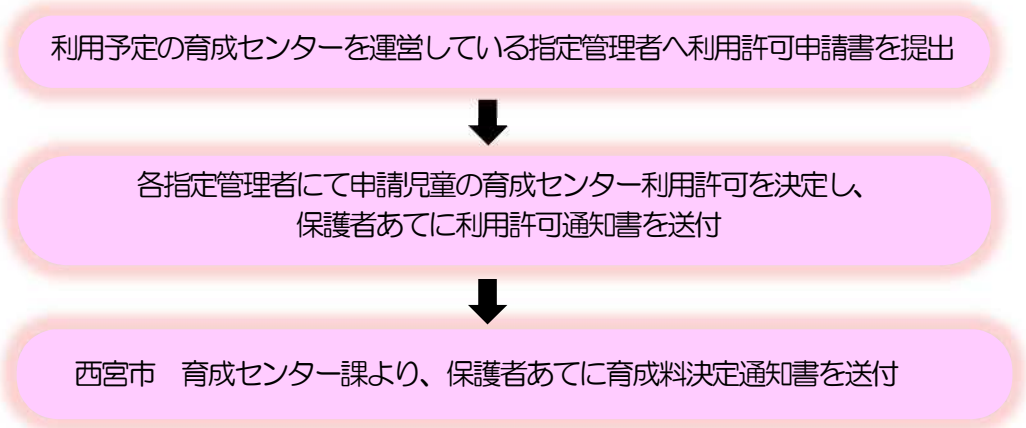 利用予定の育成センターを運営している指定管理者へ利用許可申請書を提出
各指定管理者にて申請児童の育成センター利用許可を決定し、
保護者あてに利用許可通知書を送付
西宮市　育成センター課より、保護者あてに育成料決定通知書を送付